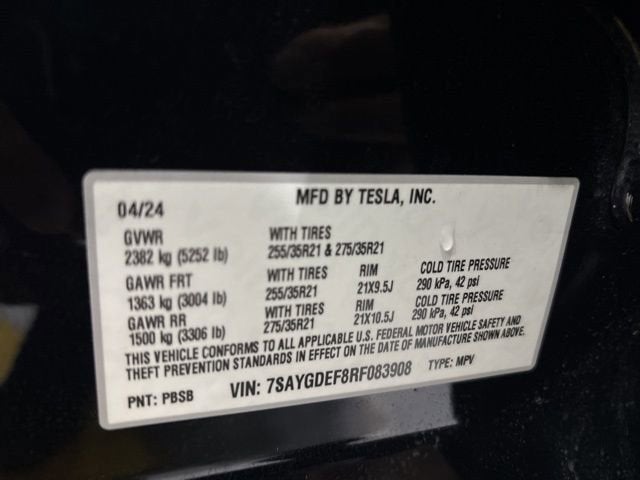 04/24 MFD BY TESLA, INC.
GVWR WITH TIRES
2382 kg (5252 lb) 255/35R21 & 275/35R21
GAWR FRT WITH TIRES RIM COLD TIRE PRESSURE
1363 kg (3004 lb) 255/35R21 21X9.5J 290 kPa, 42 psi
GAWR RR WITH TIRES RIM COLD TIRE PRESSURE
1500 kg (3306 lb) 275/35R21 21X10.5J 290 kPa, 42 psi
THIS VEHICLE CONFORMS TO ALL APPLICABLE U.S. FEDERAL MOTOR VEHICLE SAFETY AND
THEFT PREVENTION STANDARDS IN EFFECT ON THE DATE OF MANUFACTURE SHOWN ABOVE.
PNT: PBSB VIN: 7SAYGDEF8RF083908 TYPE: MPV